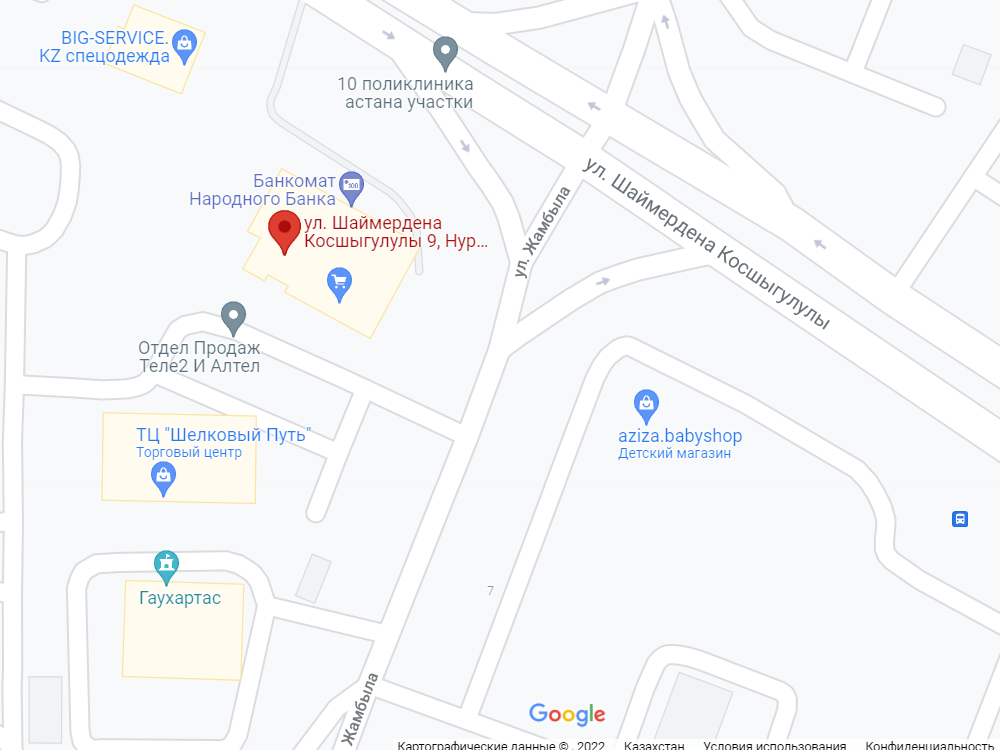 BIG-SERVICE.
KZ спецодежда
10 поликлиника
астана участки
Банкомат
Народного Банка
ул. Шаймердена
Косшыгулулы 9, Нур...
ул. Жамбыла
ул. Шаймердена Косшыгулулы
Отдел Продаж
Теле2 И Алтел
ТЦ "Шелковый Путь"
Торговый центр
aziza.babyshop
Детский магазин
Гаухартас
7
Жамбыла
Google
Картографические данные © , 2022 Казахстан Условия использования Конфиденциальность